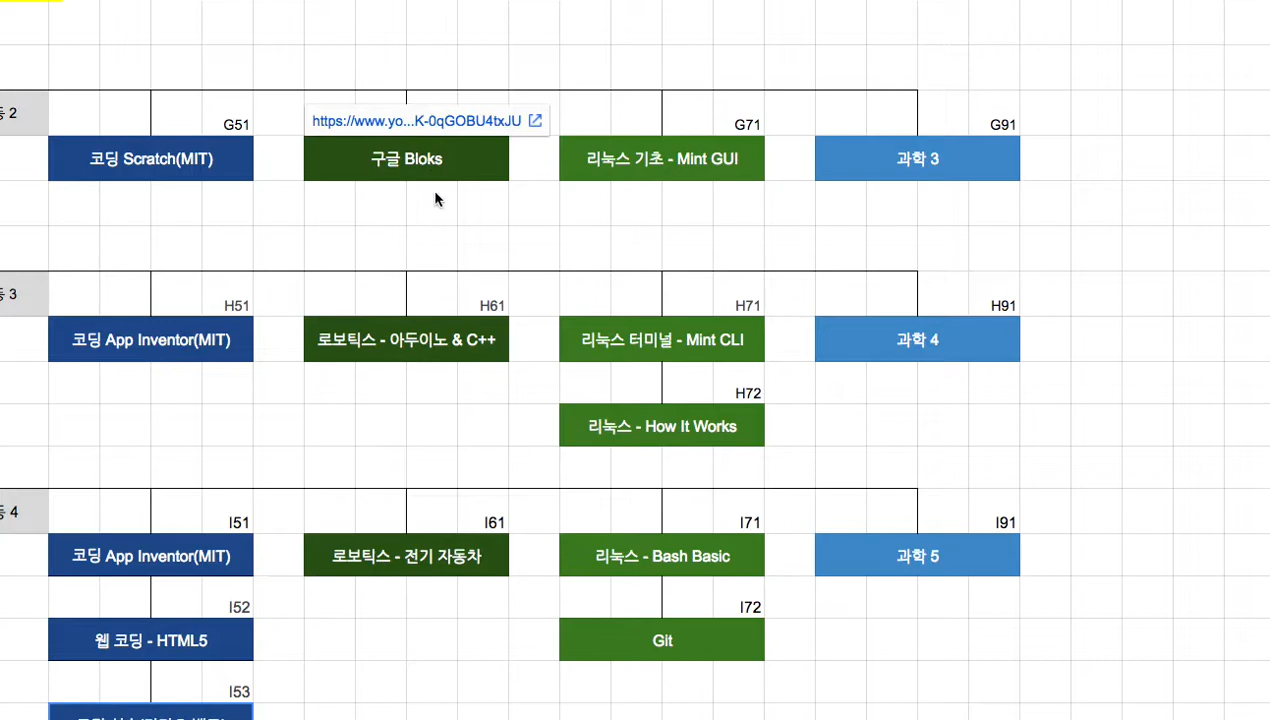 2
https://www.yo...K-0qGOBU4txJU
G51
G71
G91
코딩 Scratch(MIT)
구글 Bloks
리눅스 기초 - Mint GUI
과학 3
3
H51
H61
H71
H91
코딩 App Inventor(MIT)
로보틱스 - 아두이노 & C++
리눅스 터미널 - Mint CLI
과학 4
H72
리눅스 - How It Works
4
I51
I61
I71
I91
코딩 App Inventor(MIT)
로보틱스 - 전기 자동차
리눅스 - Bash Basic
과학 5
I52
I72
웹 코딩 - HTML5
Git
I53